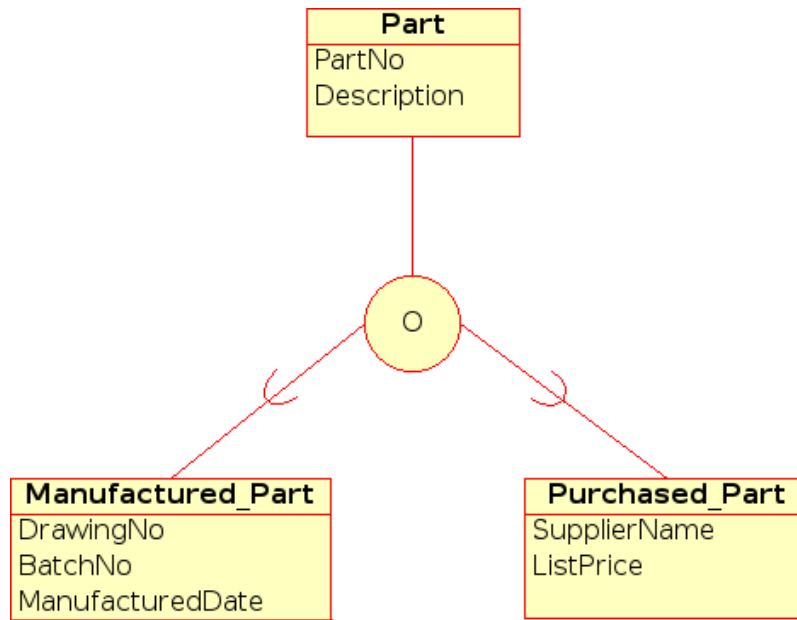 Part
PartNo
Description
O
Manufactured_Part
DrawingNo
BatchNo
ManufacturedDate
Purchased_Part
SupplierName
ListPrice